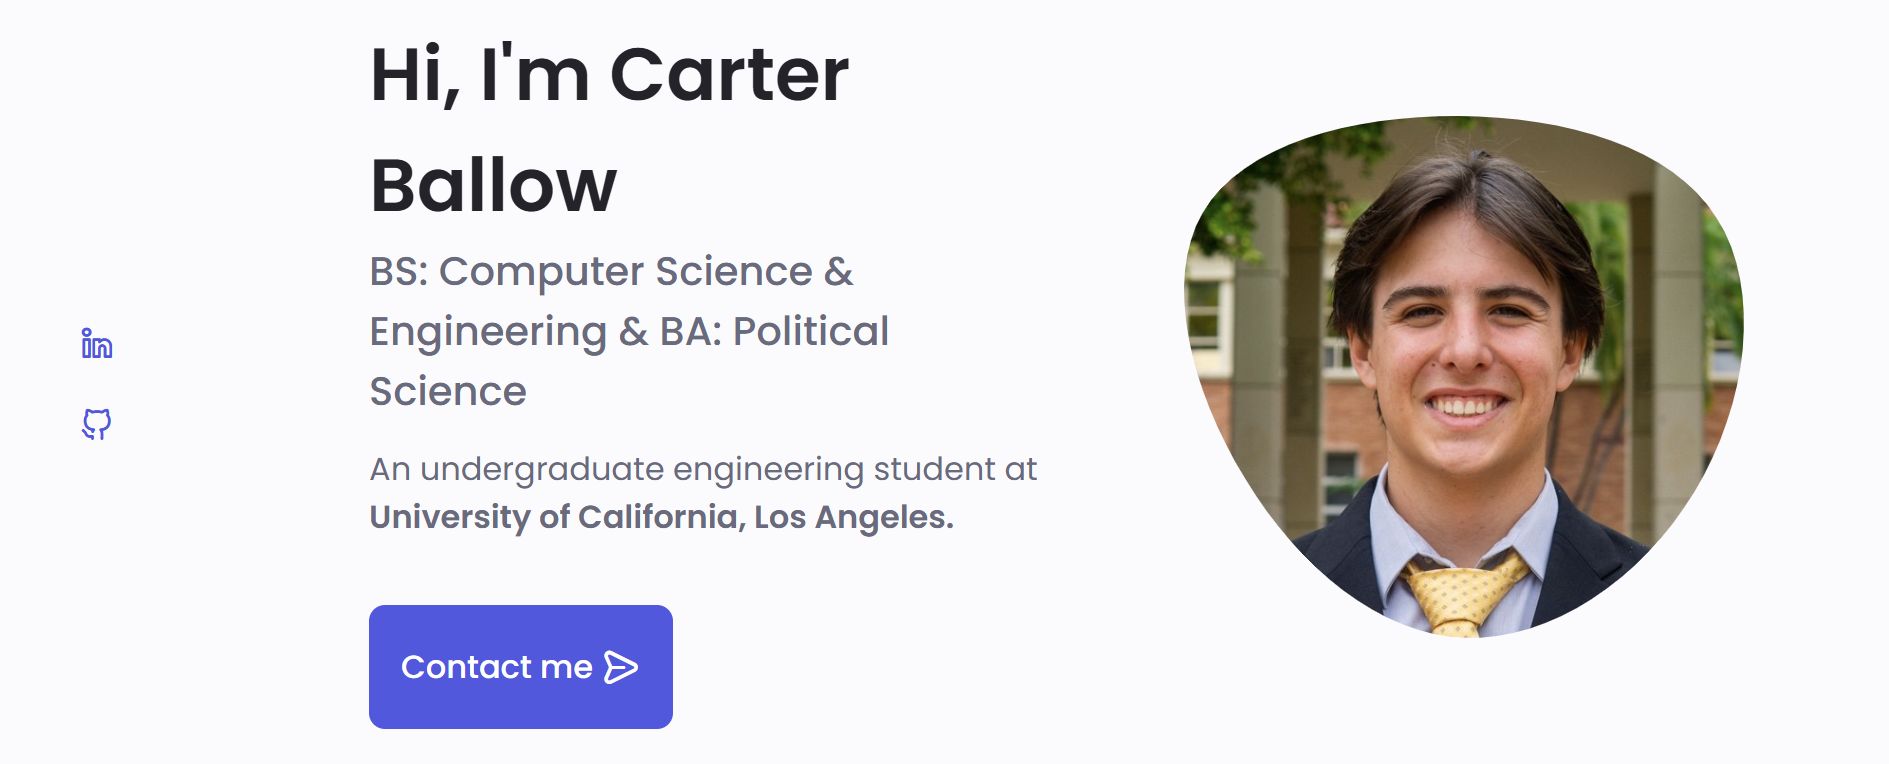 Hi, I'm Carter
Ballow
BS: Computer Science &
Engineering & BA: Political
Science
An undergraduate engineering student at
University of California, Los Angeles.
Contact me